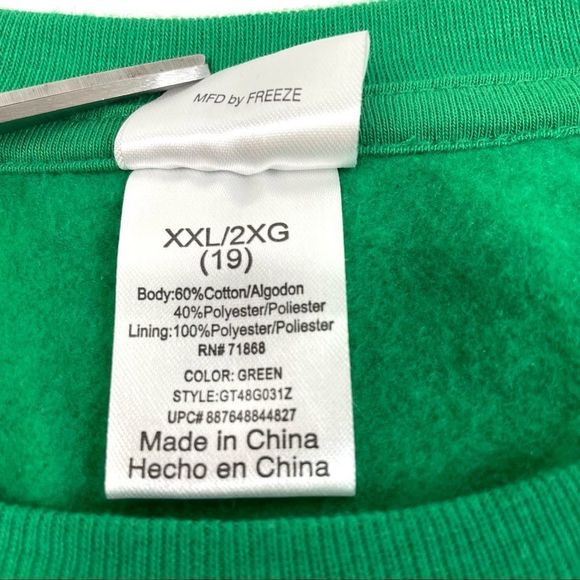 MFD by FREEZE
XXL/2XG
(19)
Body:60%Cotton/Algodon
40%Polyester/Poliester
Lining:100%Polyester/Poliester
RN# 71868
COLOR: GREEN
STYLE:GT48G031Z
UPC# 887648844827
Made in China
Hecho en China